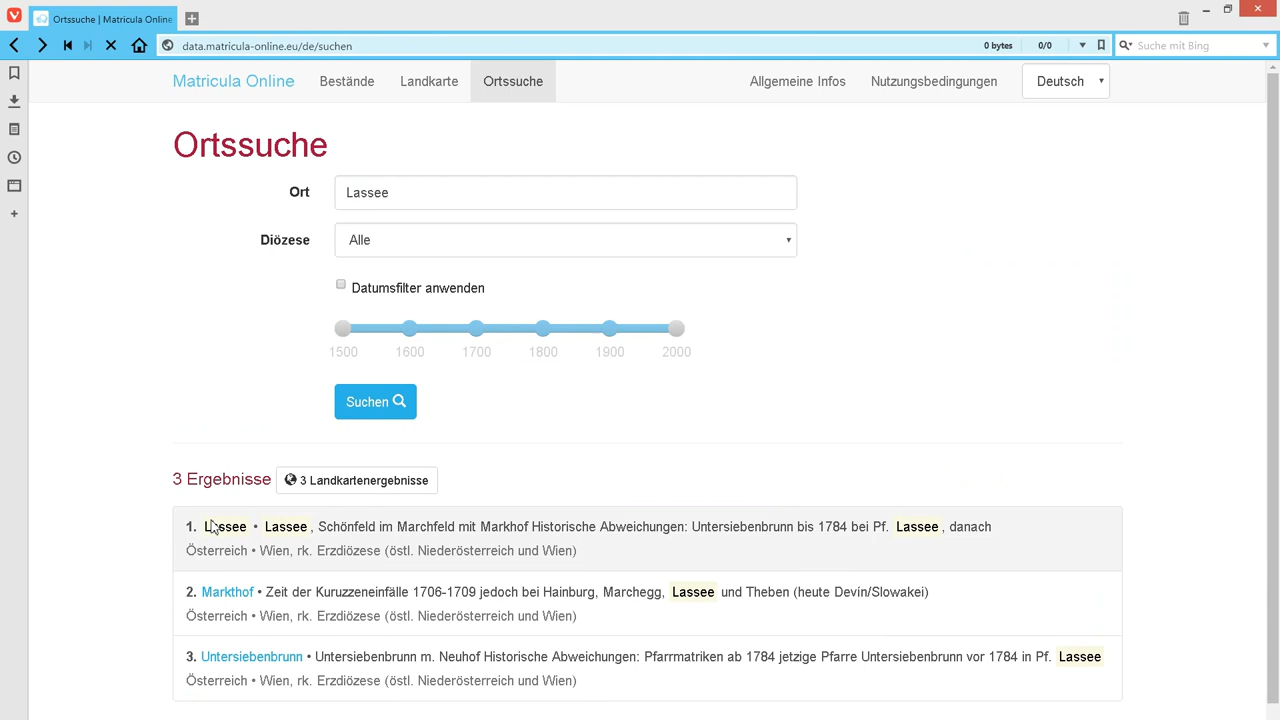 Ortssuche | Matricula Online
data.matricula-online.eu/de/suchen 0 bytes 0/0 Suche mit Bing
Matricula Online Bestände Landkarte Ortssuche Allgemeine Infos Nutzungsbedingungen Deutsch
Ortssuche
Ort Lassee
Diözese Alle
Datumsfilter anwenden
1500 1600 1700 1800 1900 2000
Suchen
3 Ergebnisse 3 Landkartenergebnisse
1. Lassee • Lassee, Schönfeld im Marchfeld mit Markhof Historische Abweichungen: Untersiebenbrunn bis 1784 bei Pf. Lassee, danach
Österreich • Wien, rk. Erzdiözese (östl. Niederösterreich und Wien)
2. Markthof • Zeit der Kuruzzeneinfälle 1706-1709 jedoch bei Hainburg, Marchegg, Lassee und Theben (heute Devín/Slowakei)
Österreich • Wien, rk. Erzdiözese (östl. Niederösterreich und Wien)
3. Untersiebenbrunn • Untersiebenbrunn m. Neuhof Historische Abweichungen: Pfarrmatriken ab 1784 jetzige Pfarre Untersiebenbrunn vor 1784 in Pf. Lassee
Österreich • Wien, rk. Erzdiözese (östl. Niederösterreich und Wien)